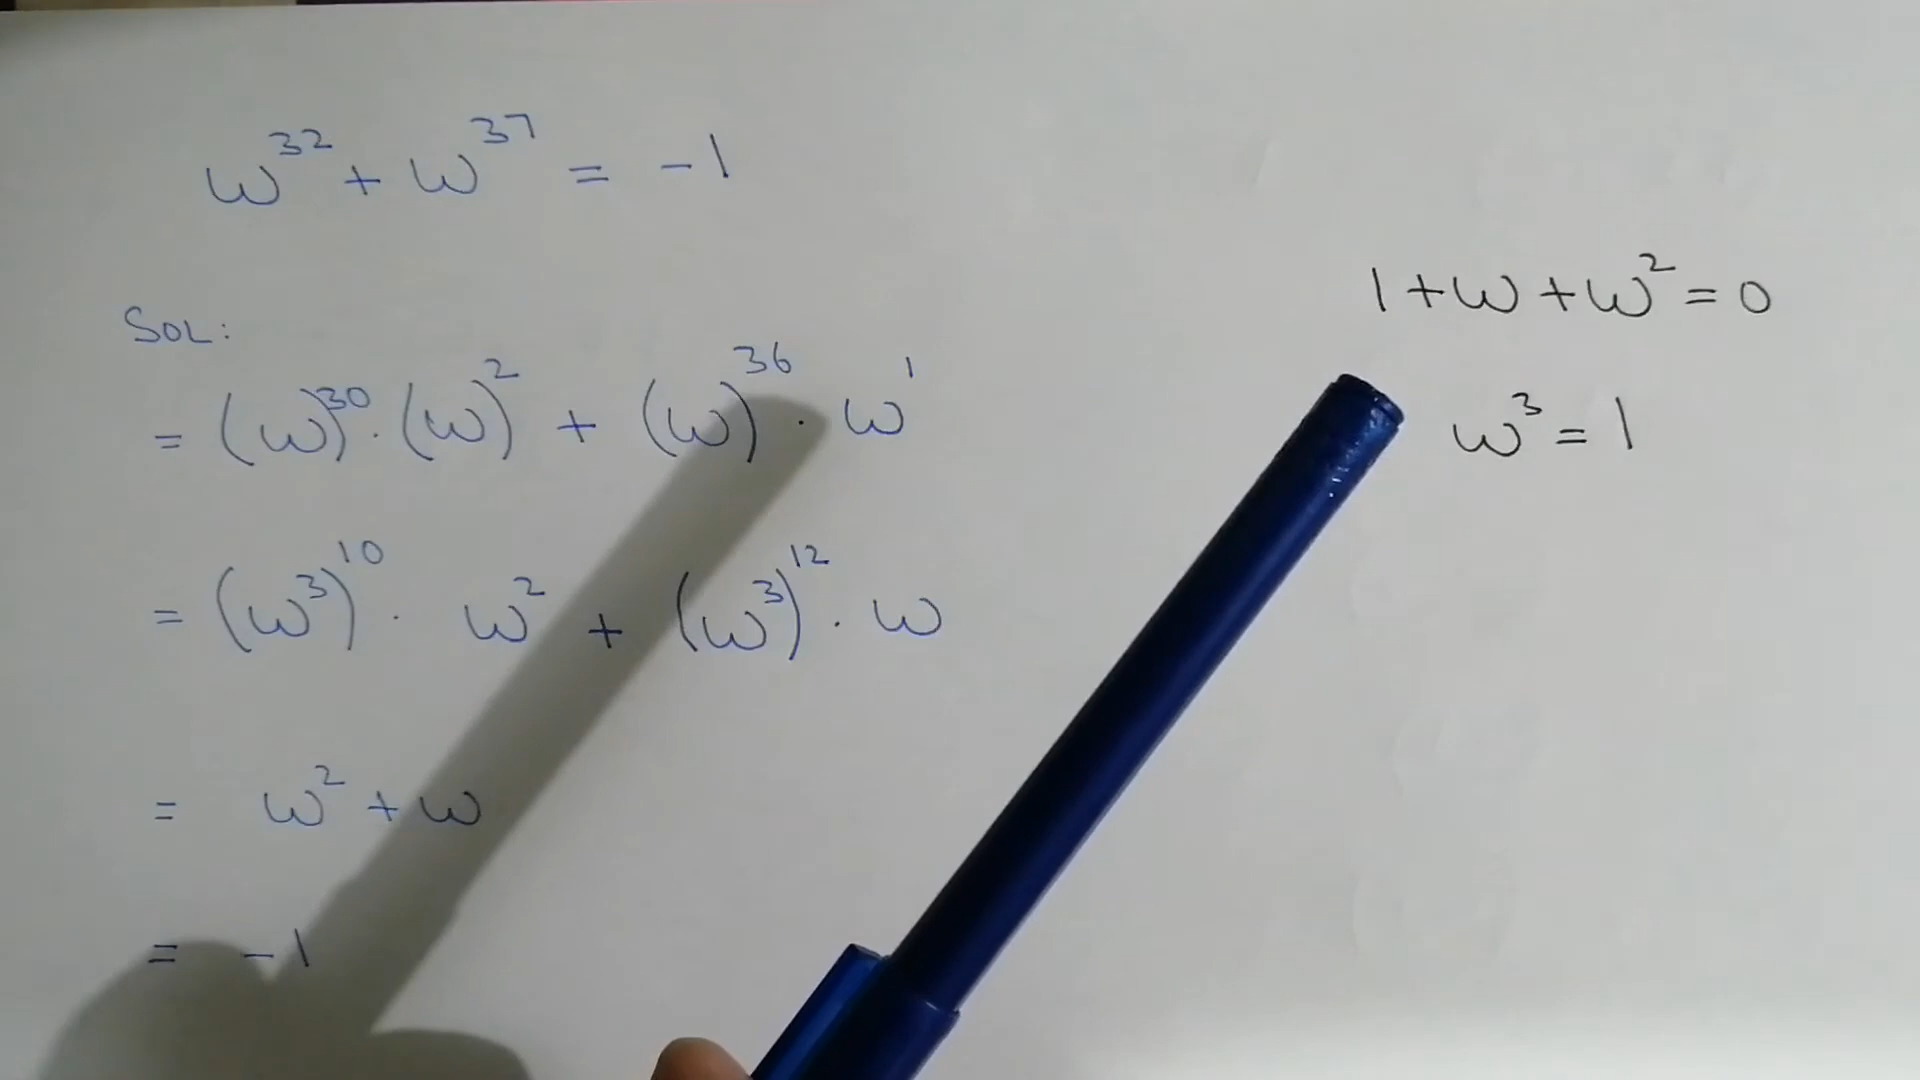 ω³² + ω³⁷ = -1
SOL:
= (ω)³⁰ . (ω)² + (ω)³⁶ . ω¹
= (ω³)¹⁰ . ω² + (ω³)¹² . ω
= ω² + ω
= -1
1 + ω + ω² = 0
ω³ = 1